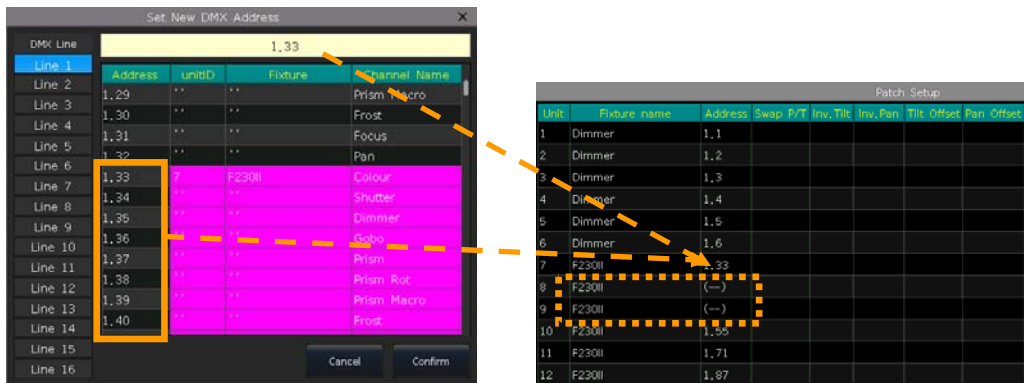 Set New DMX Address X
DMX Line
Line 1
Line 2
Line 3
Line 4
Line 5
Line 6
Line 7
Line 8
Line 9
Line 10
Line 11
Line 12
Line 13
Line 14
Line 15
Line 16
1.33
Address unitID Fixture Channel Name
1.29 '' '' Prism Macro
1.30 '' '' Frost
1.31 '' '' Focus
1.32 '' '' Pan
1.33 7 F230II Colour
1.34 '' '' Shutter
1.35 '' '' Dimmer
1.36 '' '' Gobo
1.37 '' '' Prism
1.38 '' '' Prism Rot
1.39 '' '' Prism Macro
1.40 '' '' Frost
Cancel Confirm
Patch Setup
Unit Fixture name Address Swap P/T Inv.Tilt Inv.Pan Tilt Offset Pan Offset
1 Dimmer 1.1
2 Dimmer 1.2
3 Dimmer 1.3
4 Dimmer 1.4
5 Dimmer 1.5
6 Dimmer 1.6
7 F230II 1.33
8 F230II (--)
9 F230II (--)
10 F230II 1.55
11 F230II 1.71
12 F230II 1.87